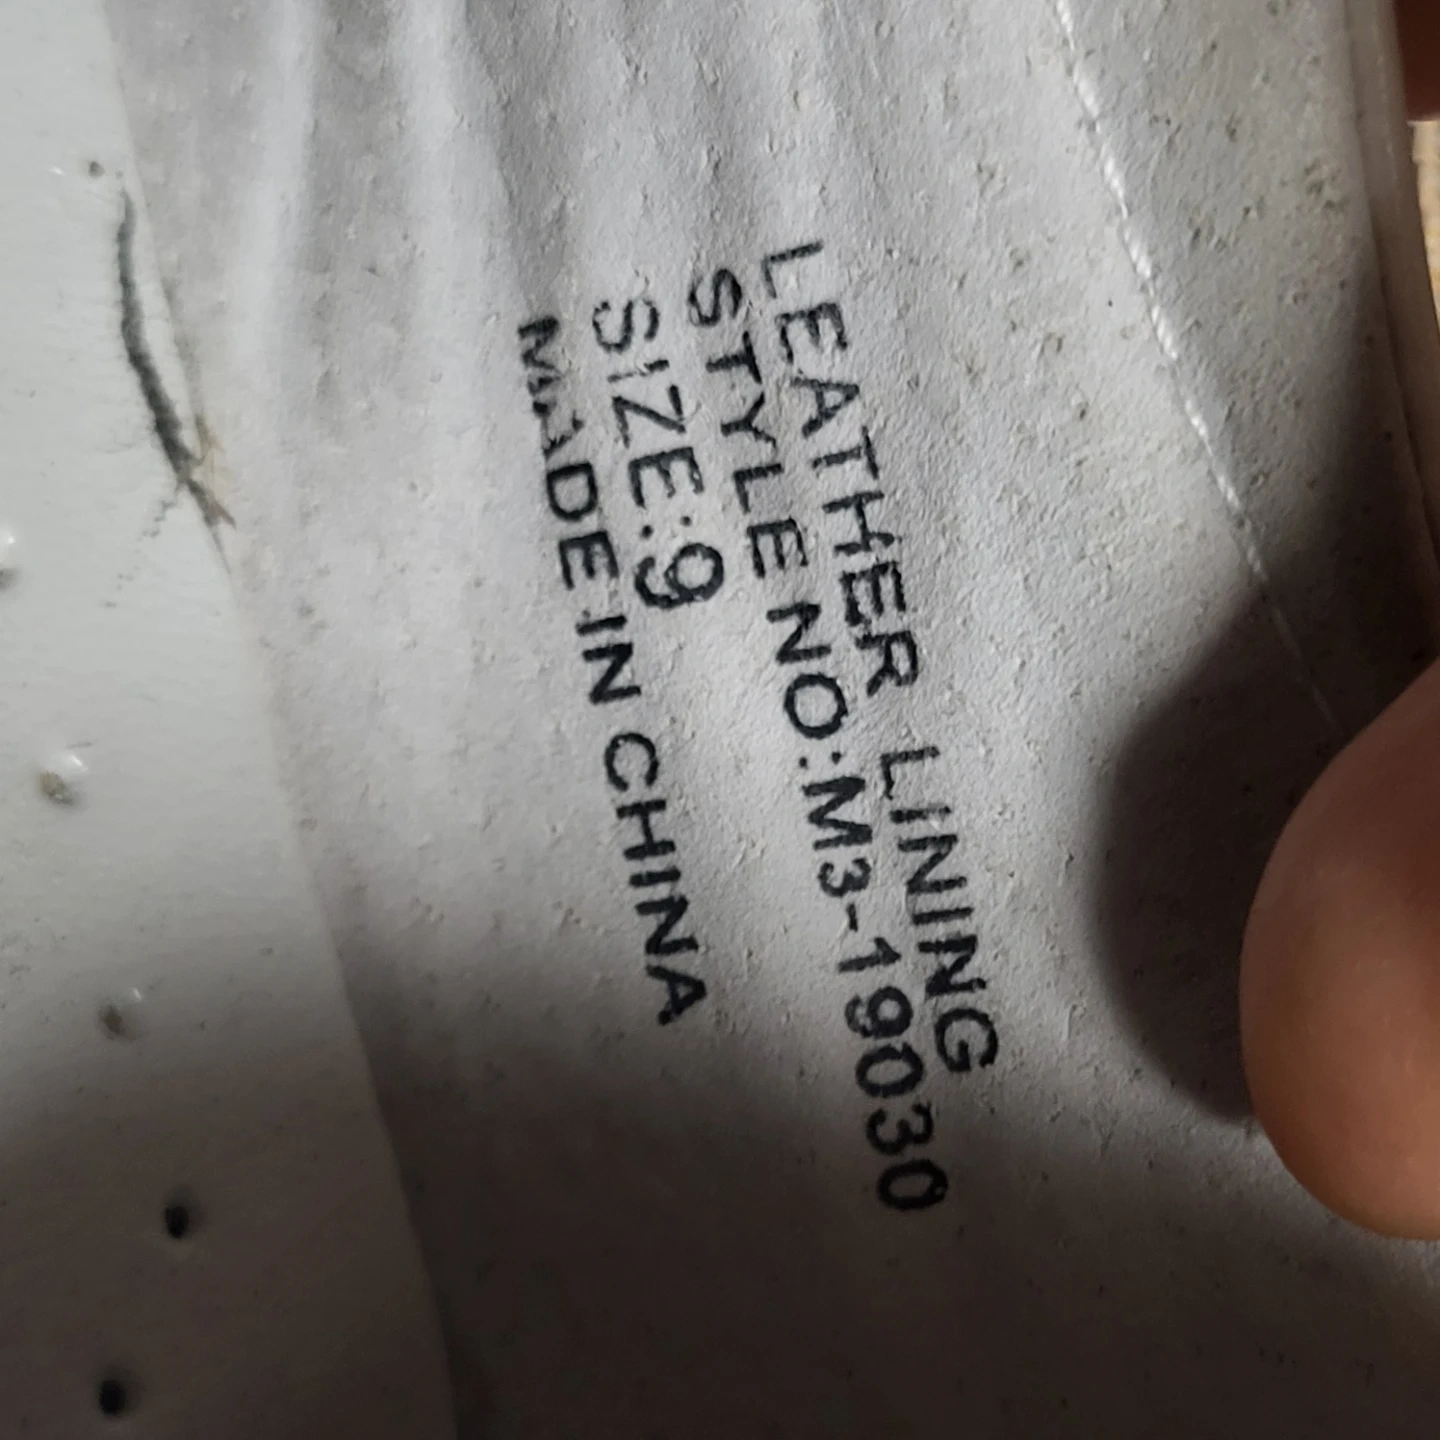 LEATHER LINING
STYLE NO:M3-19030
SIZE:9
MADE IN CHINA